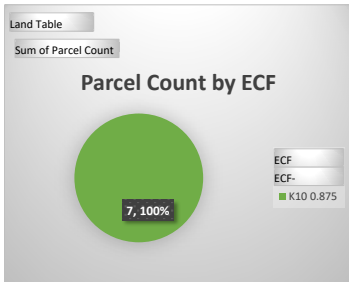 Land Table
Sum of Parcel Count
Parcel Count by ECF
7, 100%
ECF
ECF-
K10 0.875